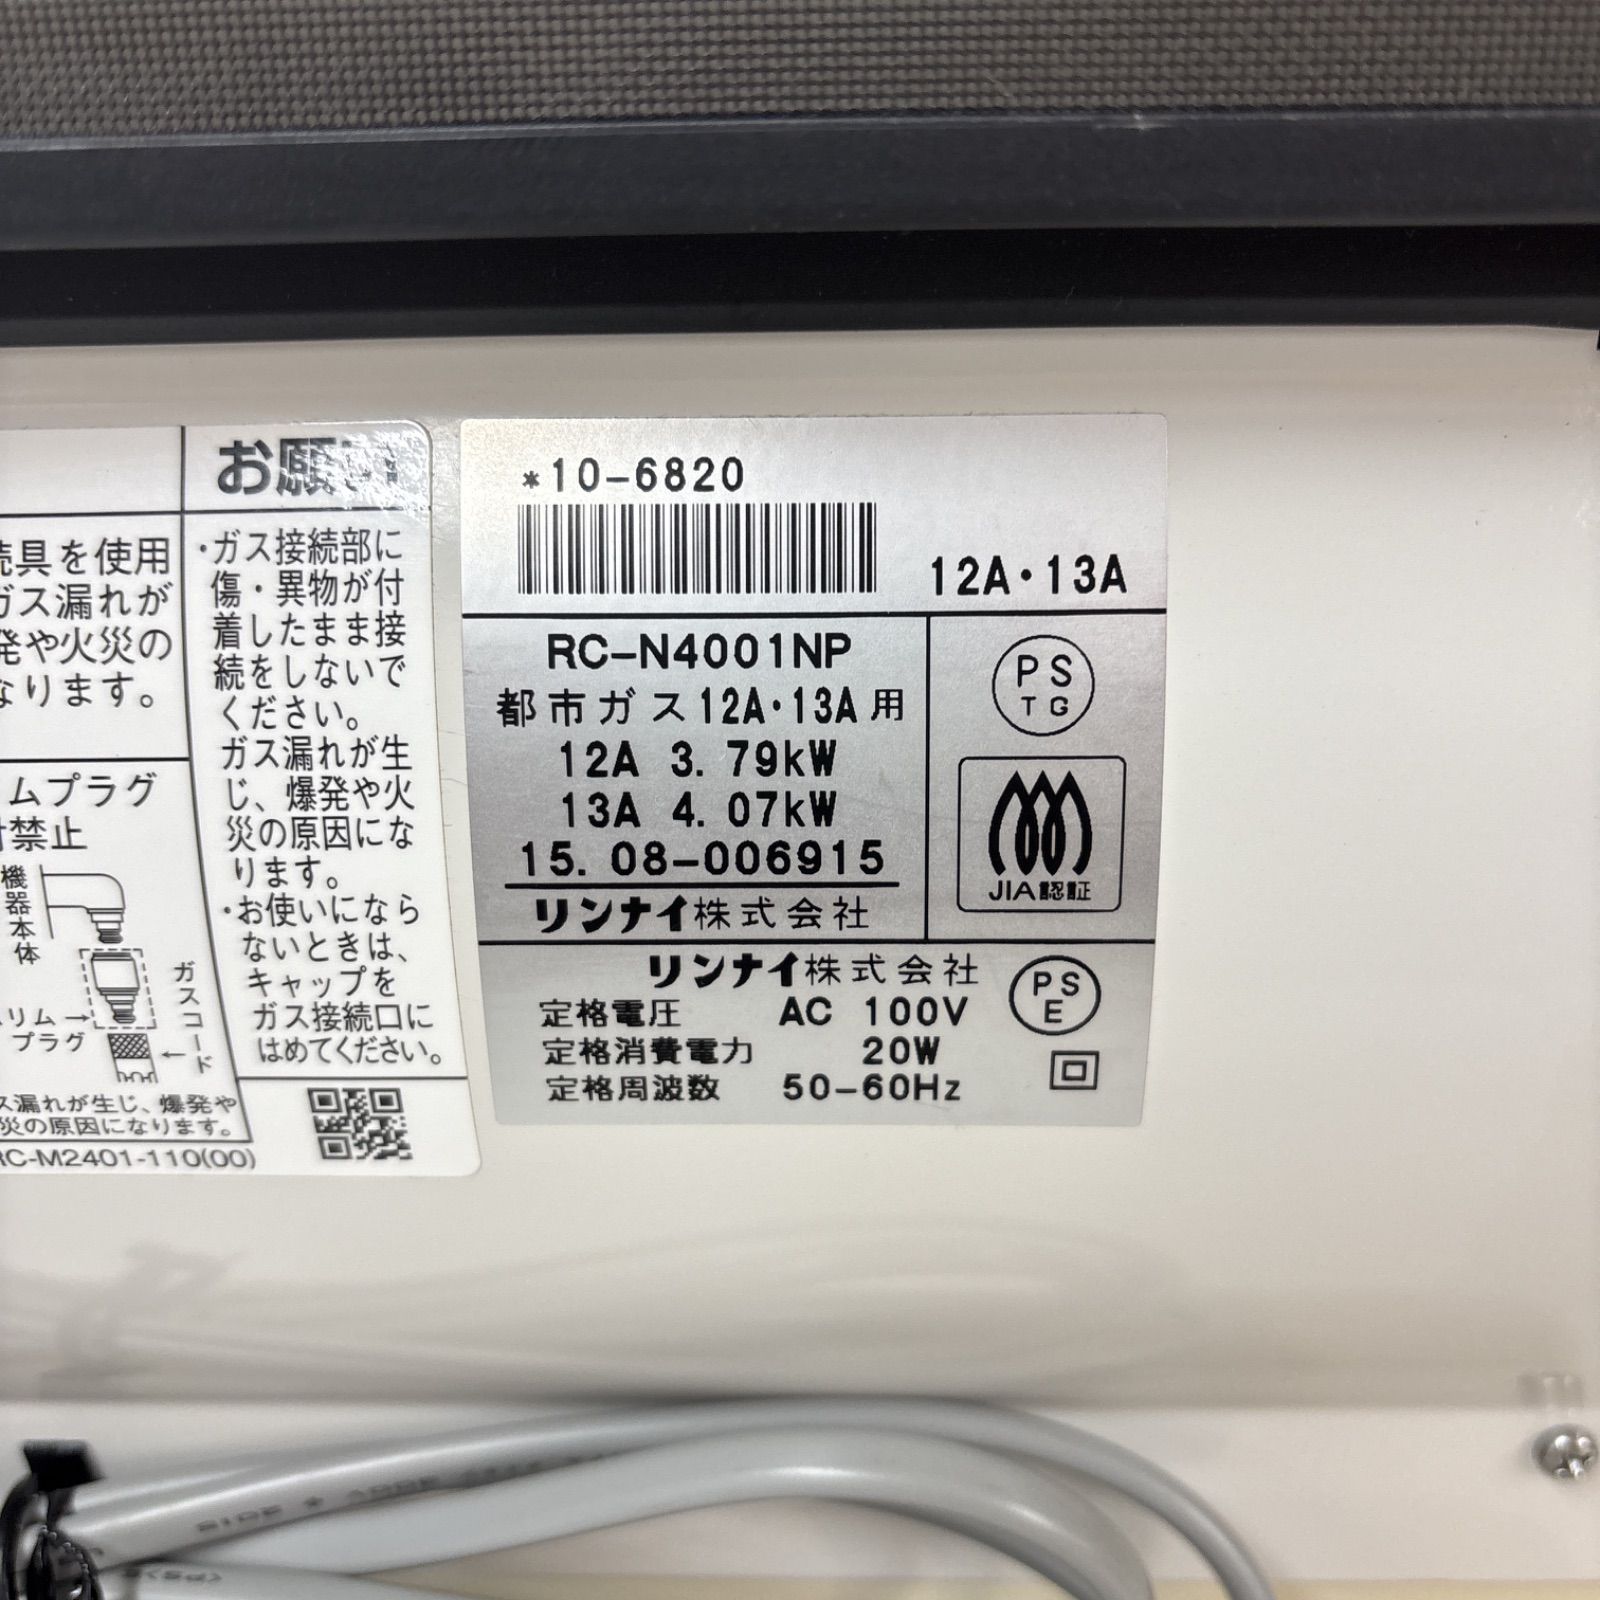 続具を使用
ガス漏れが
発や火災の
なります。
ムプラグ
付禁止
機器本体
ガスコード
スリム
プラグ
ス漏れが生じ、爆発や
災の原因になります。
RC-M2401-110(00)
お願い
・ガス接続部に
傷・異物が付
着したまま接
続をしないで
ください。
ガス漏れが生
じ、爆発や火
災の原因にな
ります。
・お使いになら
ないときは、
キャップを
ガス接続口に
はめてください。
*10-6820
12A・13A
RC-N4001NP
都市ガス12A・13A用
12A 3.79kW
13A 4.07kW
15.08-006915
リンナイ株式会社
PS
TG
JIA認証
リンナイ株式会社
定格電圧 AC 100V
定格消費電力 20W
定格周波数 50-60Hz
PS
E